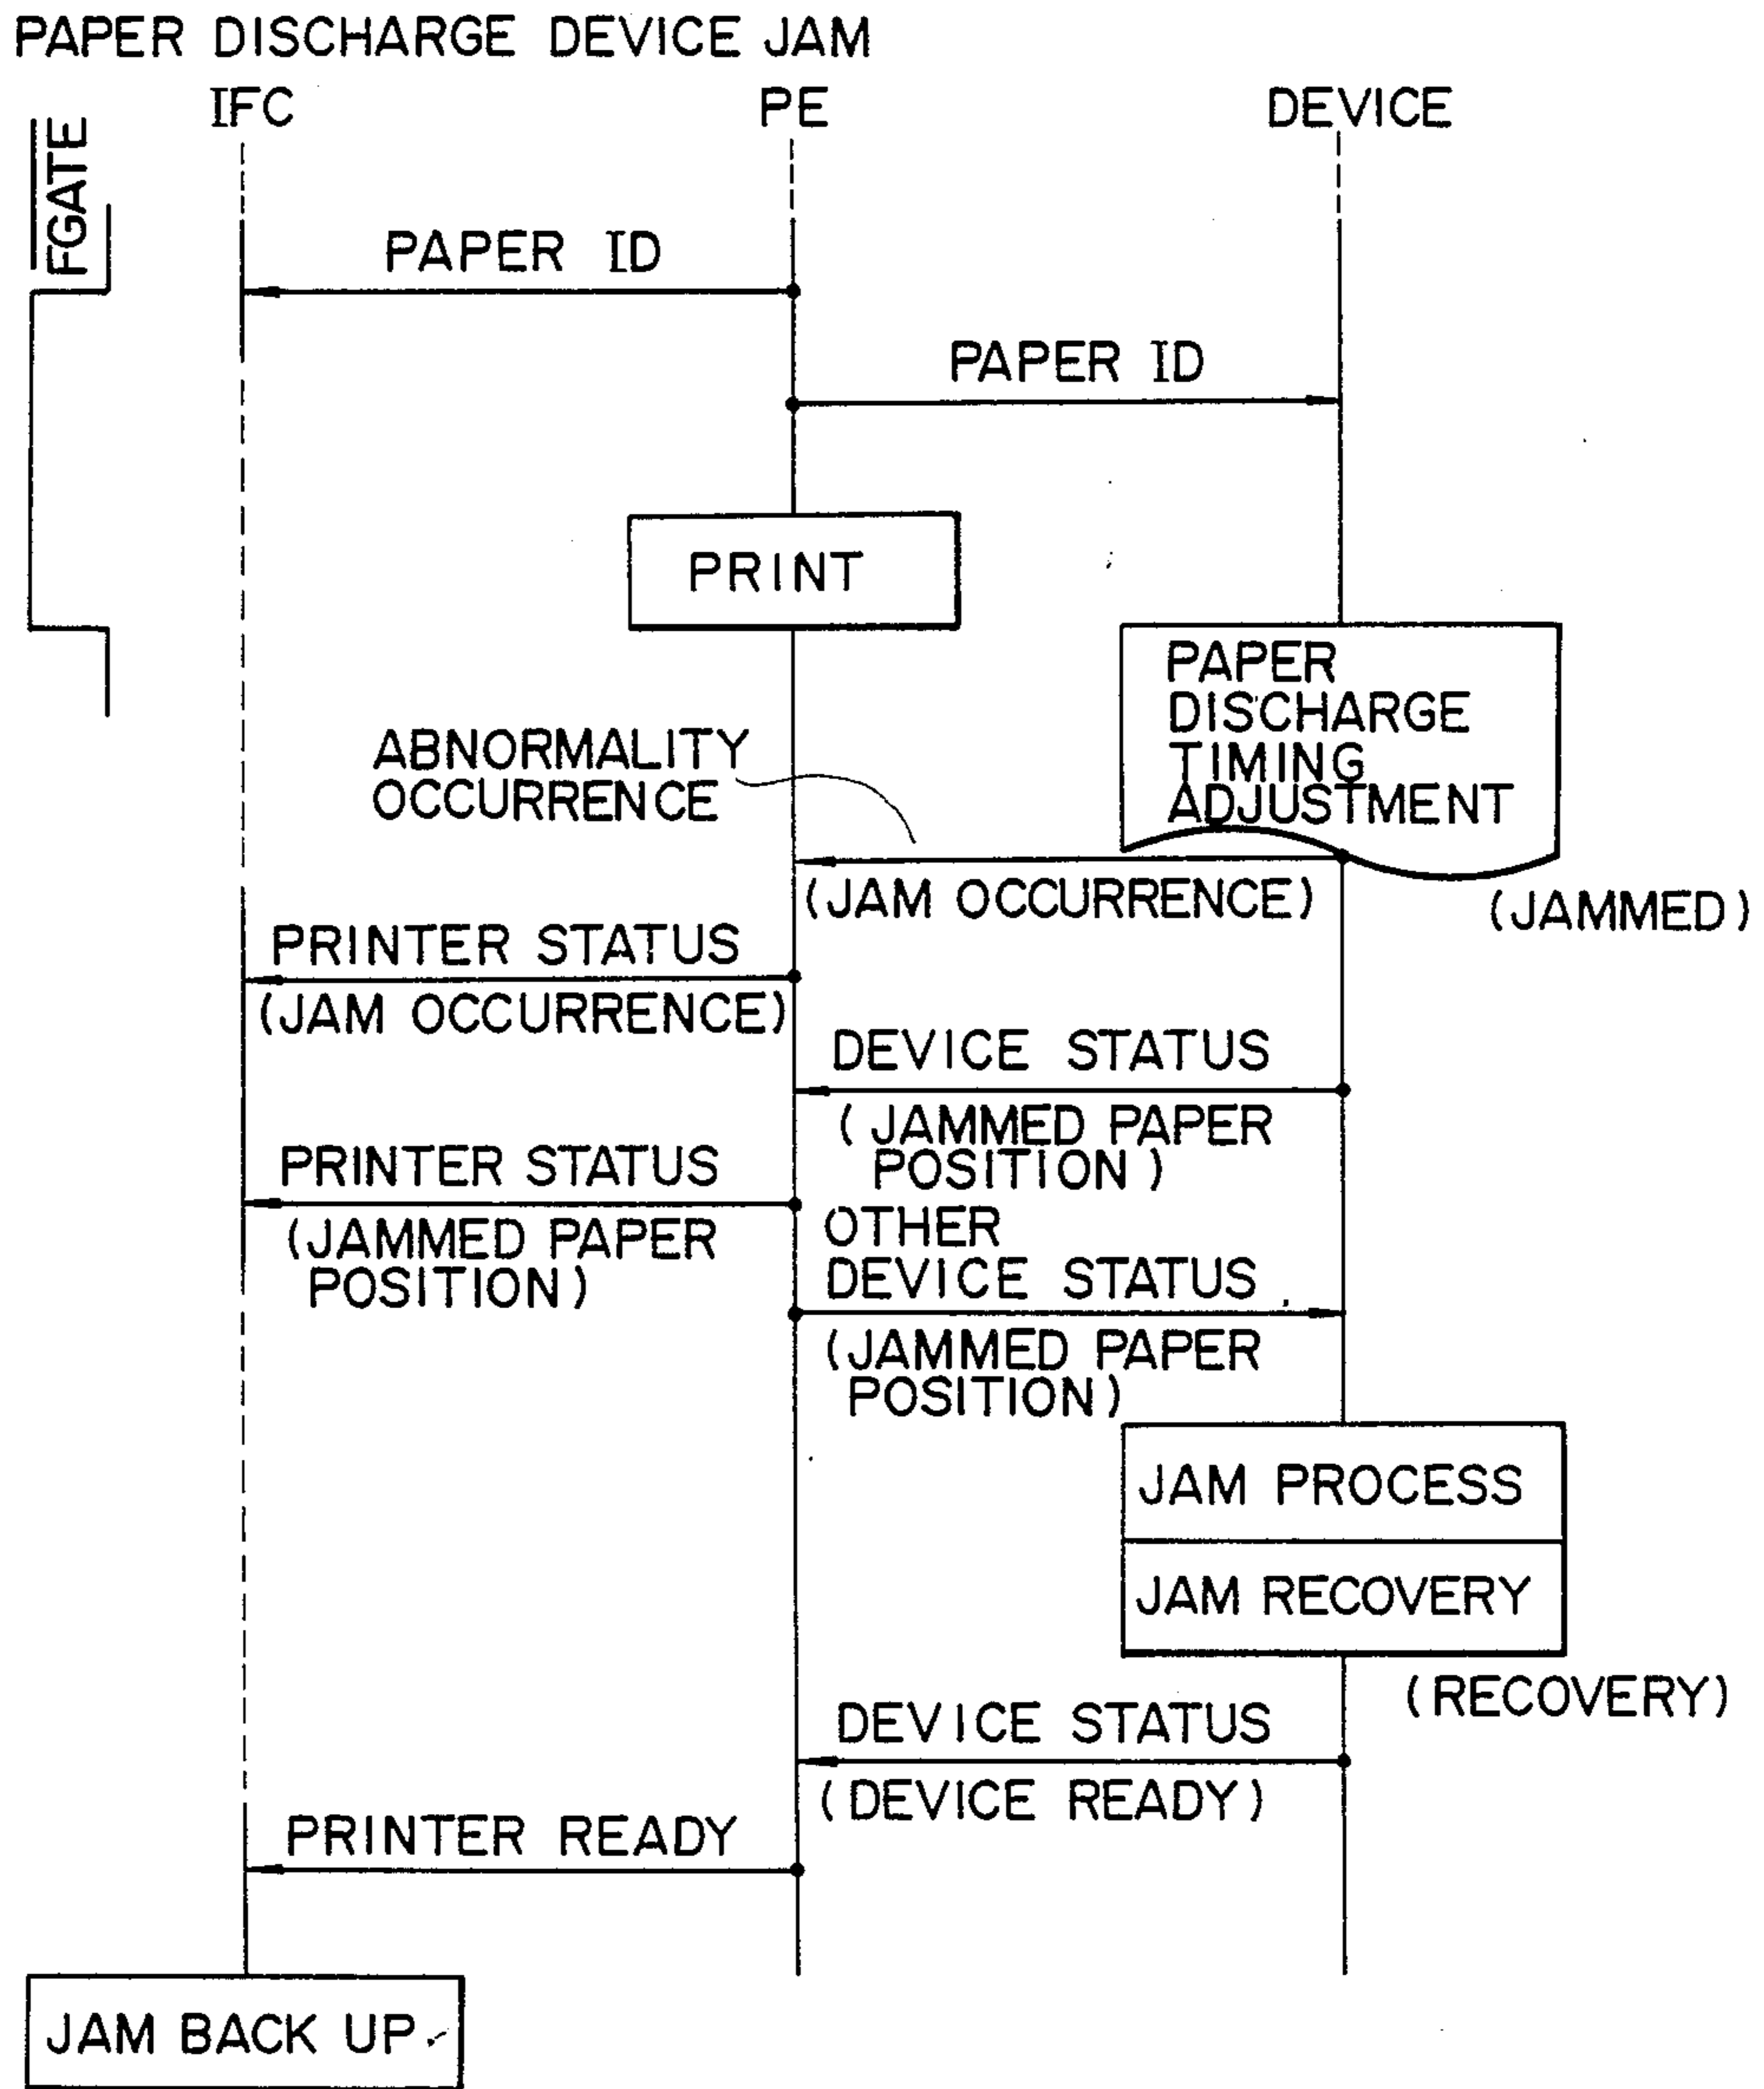 PAPER DISCHARGE DEVICE JAM
IFC
PE
DEVICE
FGATE
PAPER ID
PAPER ID
PRINT
PAPER
DISCHARGE
TIMING
ADJUSTMENT
ABNORMALITY
OCCURRENCE
(JAM OCCURRENCE)
(JAMMED)
PRINTER STATUS
(JAM OCCURRENCE)
DEVICE STATUS
(JAMMED PAPER
POSITION)
PRINTER STATUS
(JAMMED PAPER
POSITION)
OTHER
DEVICE STATUS
(JAMMED PAPER
POSITION)
JAM PROCESS
JAM RECOVERY
(RECOVERY)
DEVICE STATUS
(DEVICE READY)
PRINTER READY
JAM BACK UP